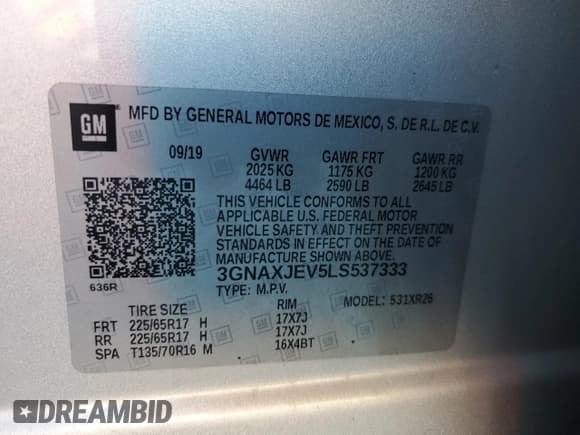 GM
MFD BY GENERAL MOTORS DE MEXICO, S. DE R.L. DE C.V.
09/19 GVWR GAWR FRT GAWR RR
2025 KG 1175 KG 1200 KG
4464 LB 2590 LB 2645 LB
THIS VEHICLE CONFORMS TO ALL
APPLICABLE U.S. FEDERAL MOTOR
VEHICLE SAFETY AND THEFT PREVENTION
STANDARDS IN EFFECT ON THE DATE OF
MANUFACTURE SHOWN ABOVE.
636R 3GNAXJEV5LS537333
TYPE: M.P.V. MODEL: 531XR26
TIRE SIZE RIM
FRT 225/65R17 H 17X7J
RR 225/65R17 H 17X7J
SPA T135/70R16 M 16X4BT
DREAMBID